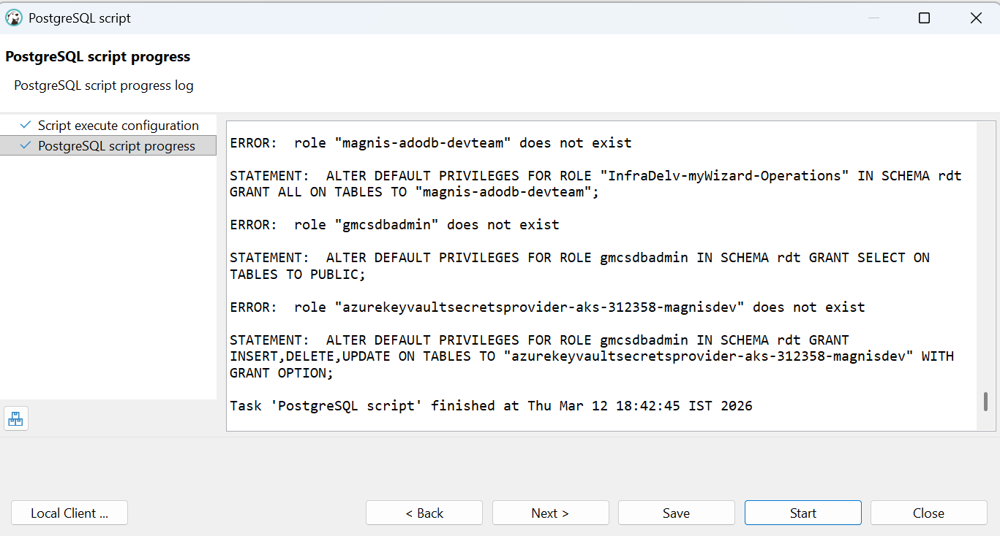 PostgreSQL script
PostgreSQL script progress
PostgreSQL script progress log
Script execute configuration
PostgreSQL script progress
ERROR:  role "magnis-adodb-devteam" does not exist
STATEMENT:  ALTER DEFAULT PRIVILEGES FOR ROLE "InfraDelv-myWizard-Operations" IN SCHEMA rdt
GRANT ALL ON TABLES TO "magnis-adodb-devteam";
ERROR:  role "gmcsdbadmin" does not exist
STATEMENT:  ALTER DEFAULT PRIVILEGES FOR ROLE gmcsdbadmin IN SCHEMA rdt GRANT SELECT ON
TABLES TO PUBLIC;
ERROR:  role "azurekeyvaultsecretsprovider-aks-312358-magnisdev" does not exist
STATEMENT:  ALTER DEFAULT PRIVILEGES FOR ROLE gmcsdbadmin IN SCHEMA rdt GRANT
INSERT,DELETE,UPDATE ON TABLES TO "azurekeyvaultsecretsprovider-aks-312358-magnisdev" WITH
GRANT OPTION;
Task 'PostgreSQL script' finished at Thu Mar 12 18:42:45 IST 2026
Local Client ...
< Back
Next >
Save
Start
Close